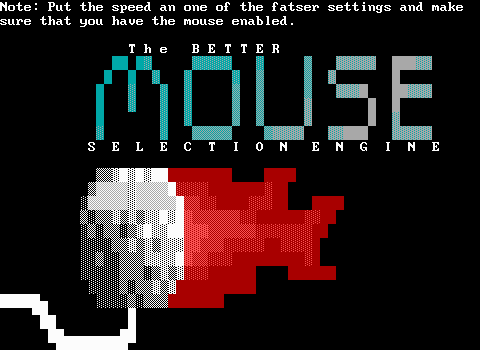 Note: Put the speed an one of the fatser settings and make
sure that you have the mouse enabled.
The BETTER
MOUSE
SELECTION ENGINE